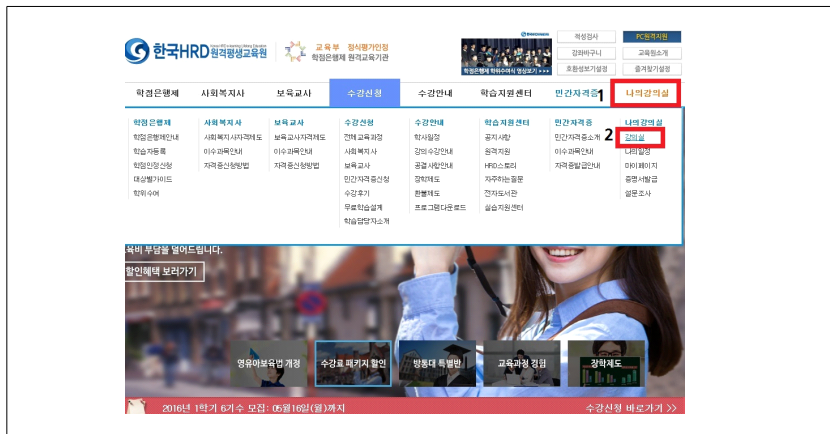 한국HRD원격평생교육원
교육부 정식평가인정
학점은행제 원격교육기관
학점은행제 학위수여식 영상보기 ▸▸▸
적성검사
PC원격지원
강좌바구니
교육원소개
호환성보기설정
즐겨찾기설정
학점은행제 사회복지사 보육교사 수강신청 수강안내 학습지원센터 민간자격증 1 나의강의실
학점은행제
학점은행제안내
학습자등록
학점인정신청
대상별가이드
학위수여
사회복지사
사회복지사자격제도
이수과목안내
자격증신청방법
보육교사
보육교사자격제도
이수과목안내
자격증신청방법
수강신청
전체교육과정
사회복지사
보육교사
민간자격증신청
수강후기
무료학습설계
학습담당자소개
수강안내
학사일정
강의수강안내
공결사항안내
장학제도
환불제도
프로그램다운로드
학습지원센터
공지사항
원격지원
HRD스토리
자주하는질문
전자도서관
실습지원센터
민간자격증
민간자격증소개
이수과목안내
자격증발급안내
나의강의실
2 강의실
나의일정
마이페이지
증명서발급
설문조사
육비 부담을 덜어드립니다.
할인혜택 보러가기
영유아보육법 개정
수강료 패키지 할인
방통대 특별반
교육과정 경험
장학제도
2016년 1학기 6기수 모집: 05월16일(월)까지
수강신청 바로가기 >>